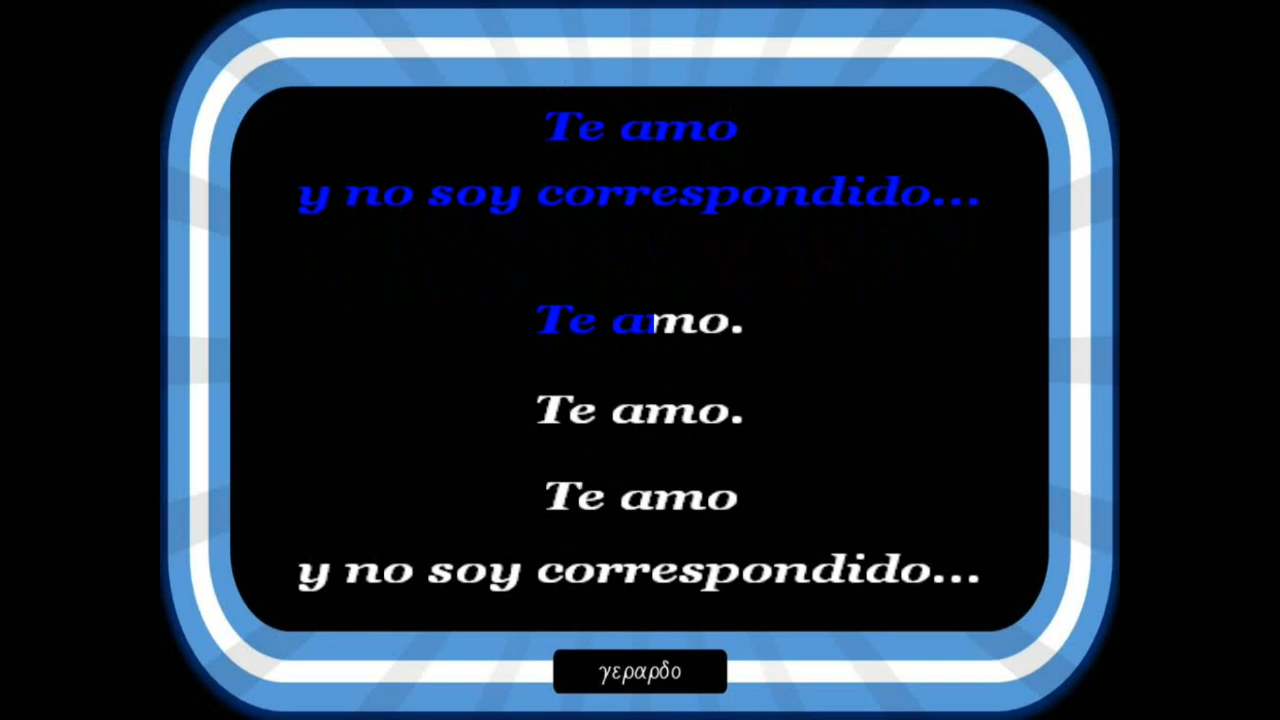 Te amo
y no soy correspondido...
Te amo.
Te amo.
Te amo
y no soy correspondido...
γεραρδο